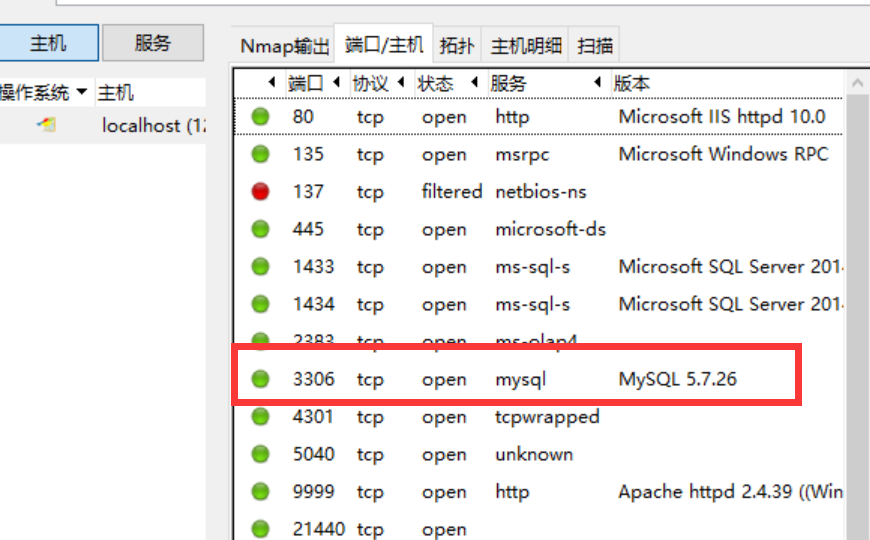 主机 服务
Nmap输出 端口/主机 拓扑 主机明细 扫描
操作系统 主机
localhost (12
端口 协议 状态 服务 版本
80 tcp open http Microsoft IIS httpd 10.0
135 tcp open msrpc Microsoft Windows RPC
137 tcp filtered netbios-ns
445 tcp open microsoft-ds
1433 tcp open ms-sql-s Microsoft SQL Server 201
1434 tcp open ms-sql-s Microsoft SQL Server 201
2383 tcp open ms-olap4
3306 tcp open mysql MySQL 5.7.26
4301 tcp open tcpwrapped
5040 tcp open unknown
9999 tcp open http Apache httpd 2.4.39 ((Win
21440 tcp open